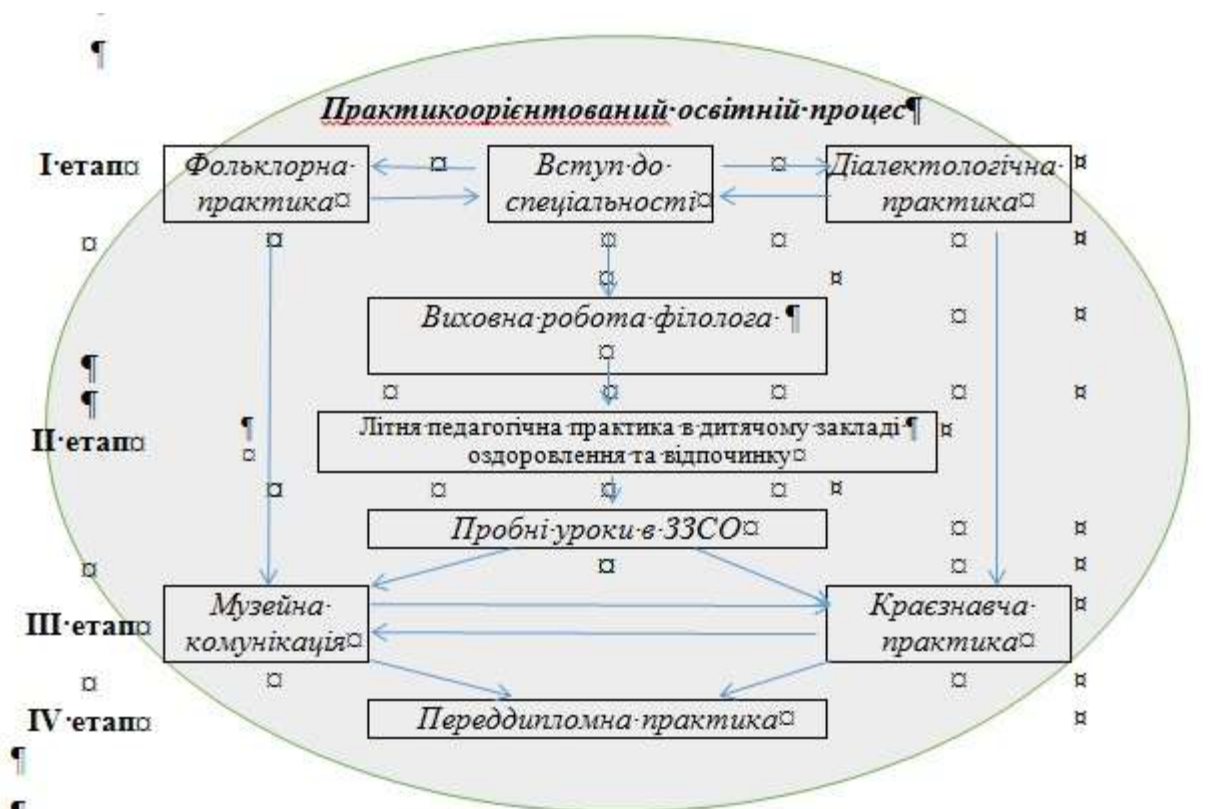 Практикоорієнтований освітній процес
І етап
Фольклорна
практика
Вступ до
спеціальності
Діалектологічна
практика
Виховна робота філолога
ІІ етап
Літня педагогічна практика в дитячому закладі
оздоровлення та відпочинку
Пробні уроки в ЗЗСО
ІІІ етап
Музейна
комунікація
Краєзнавча
практика
IV етап
Переддипломна практика